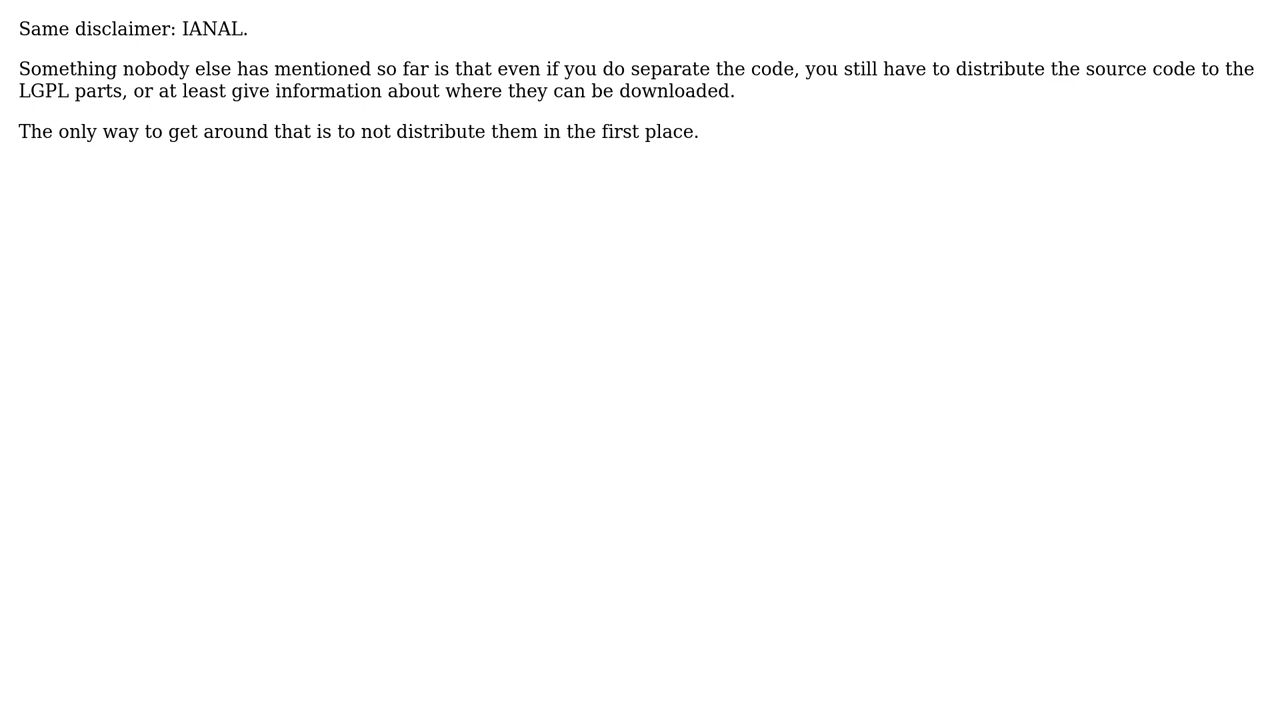 Same disclaimer: IANAL.
Something nobody else has mentioned so far is that even if you do separate the code, you still have to distribute the source code to the
LGPL parts, or at least give information about where they can be downloaded.
The only way to get around that is to not distribute them in the first place.